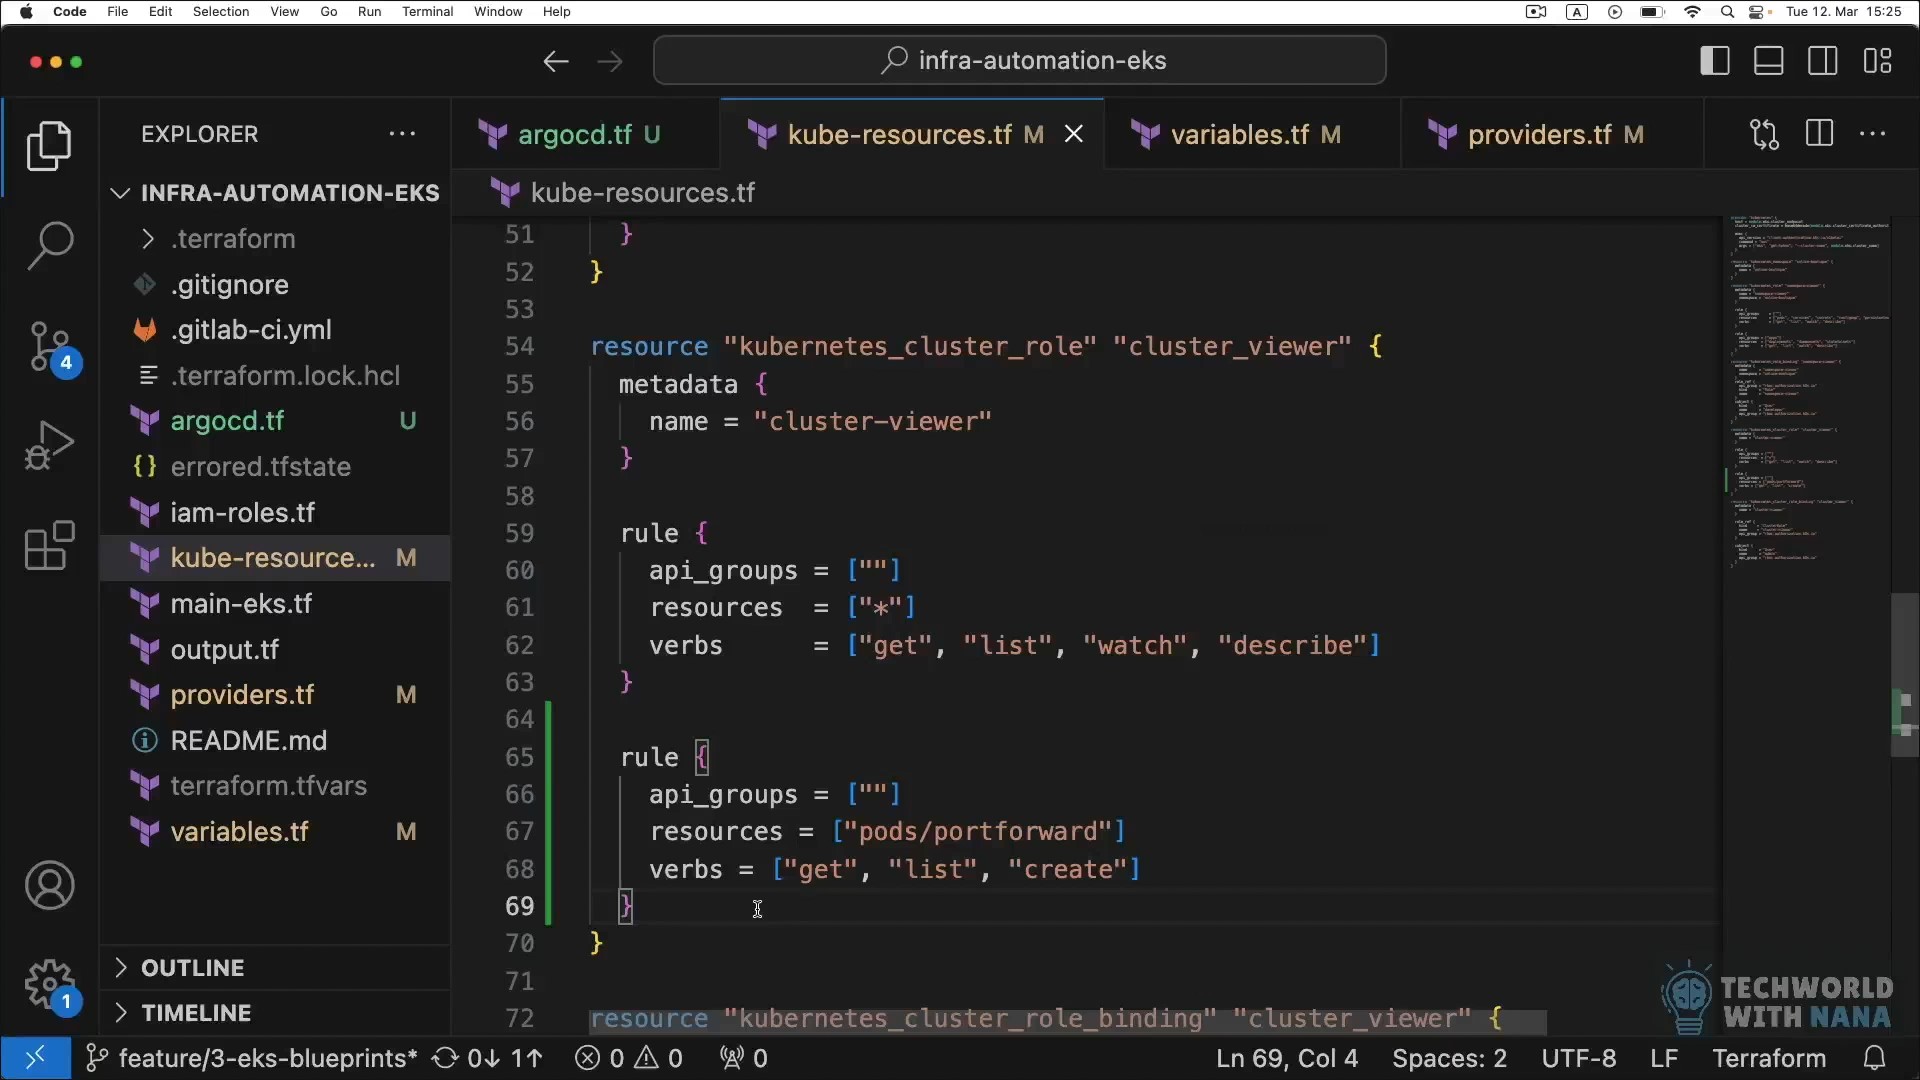 Code File Edit Selection View Go Run Terminal Window Help
A Tue 12. Mar 15:25
infra-automation-eks
EXPLORER
INFRA-AUTOMATION-EKS
.terraform
.gitignore
.gitlab-ci.yml
.terraform.lock.hcl
argocd.tf U
errored.tfstate
iam-roles.tf
kube-resource... M
main-eks.tf
output.tf
providers.tf M
README.md
terraform.tfvars
variables.tf M
OUTLINE
TIMELINE
4
1
argocd.tf U
kube-resources.tf M
variables.tf M
providers.tf M
kube-resources.tf
51 }
52 }
53
54 resource "kubernetes_cluster_role" "cluster_viewer" {
55 metadata {
56 name = "cluster-viewer"
57 }
58
59 rule {
60 api_groups = [""]
61 resources = ["*"]
62 verbs = ["get", "list", "watch", "describe"]
63 }
64
65 rule {
66 api_groups = [""]
67 resources = ["pods/portforward"]
68 verbs = ["get", "list", "create"]
69 }
70 }
71
72 resource "kubernetes_cluster_role_binding" "cluster_viewer" {
TECHWORLD
WITH NANA
feature/3-eks-blueprints* 0↓ 1↑ 0 0 0
Ln 69, Col 4 Spaces: 2 UTF-8 LF Terraform